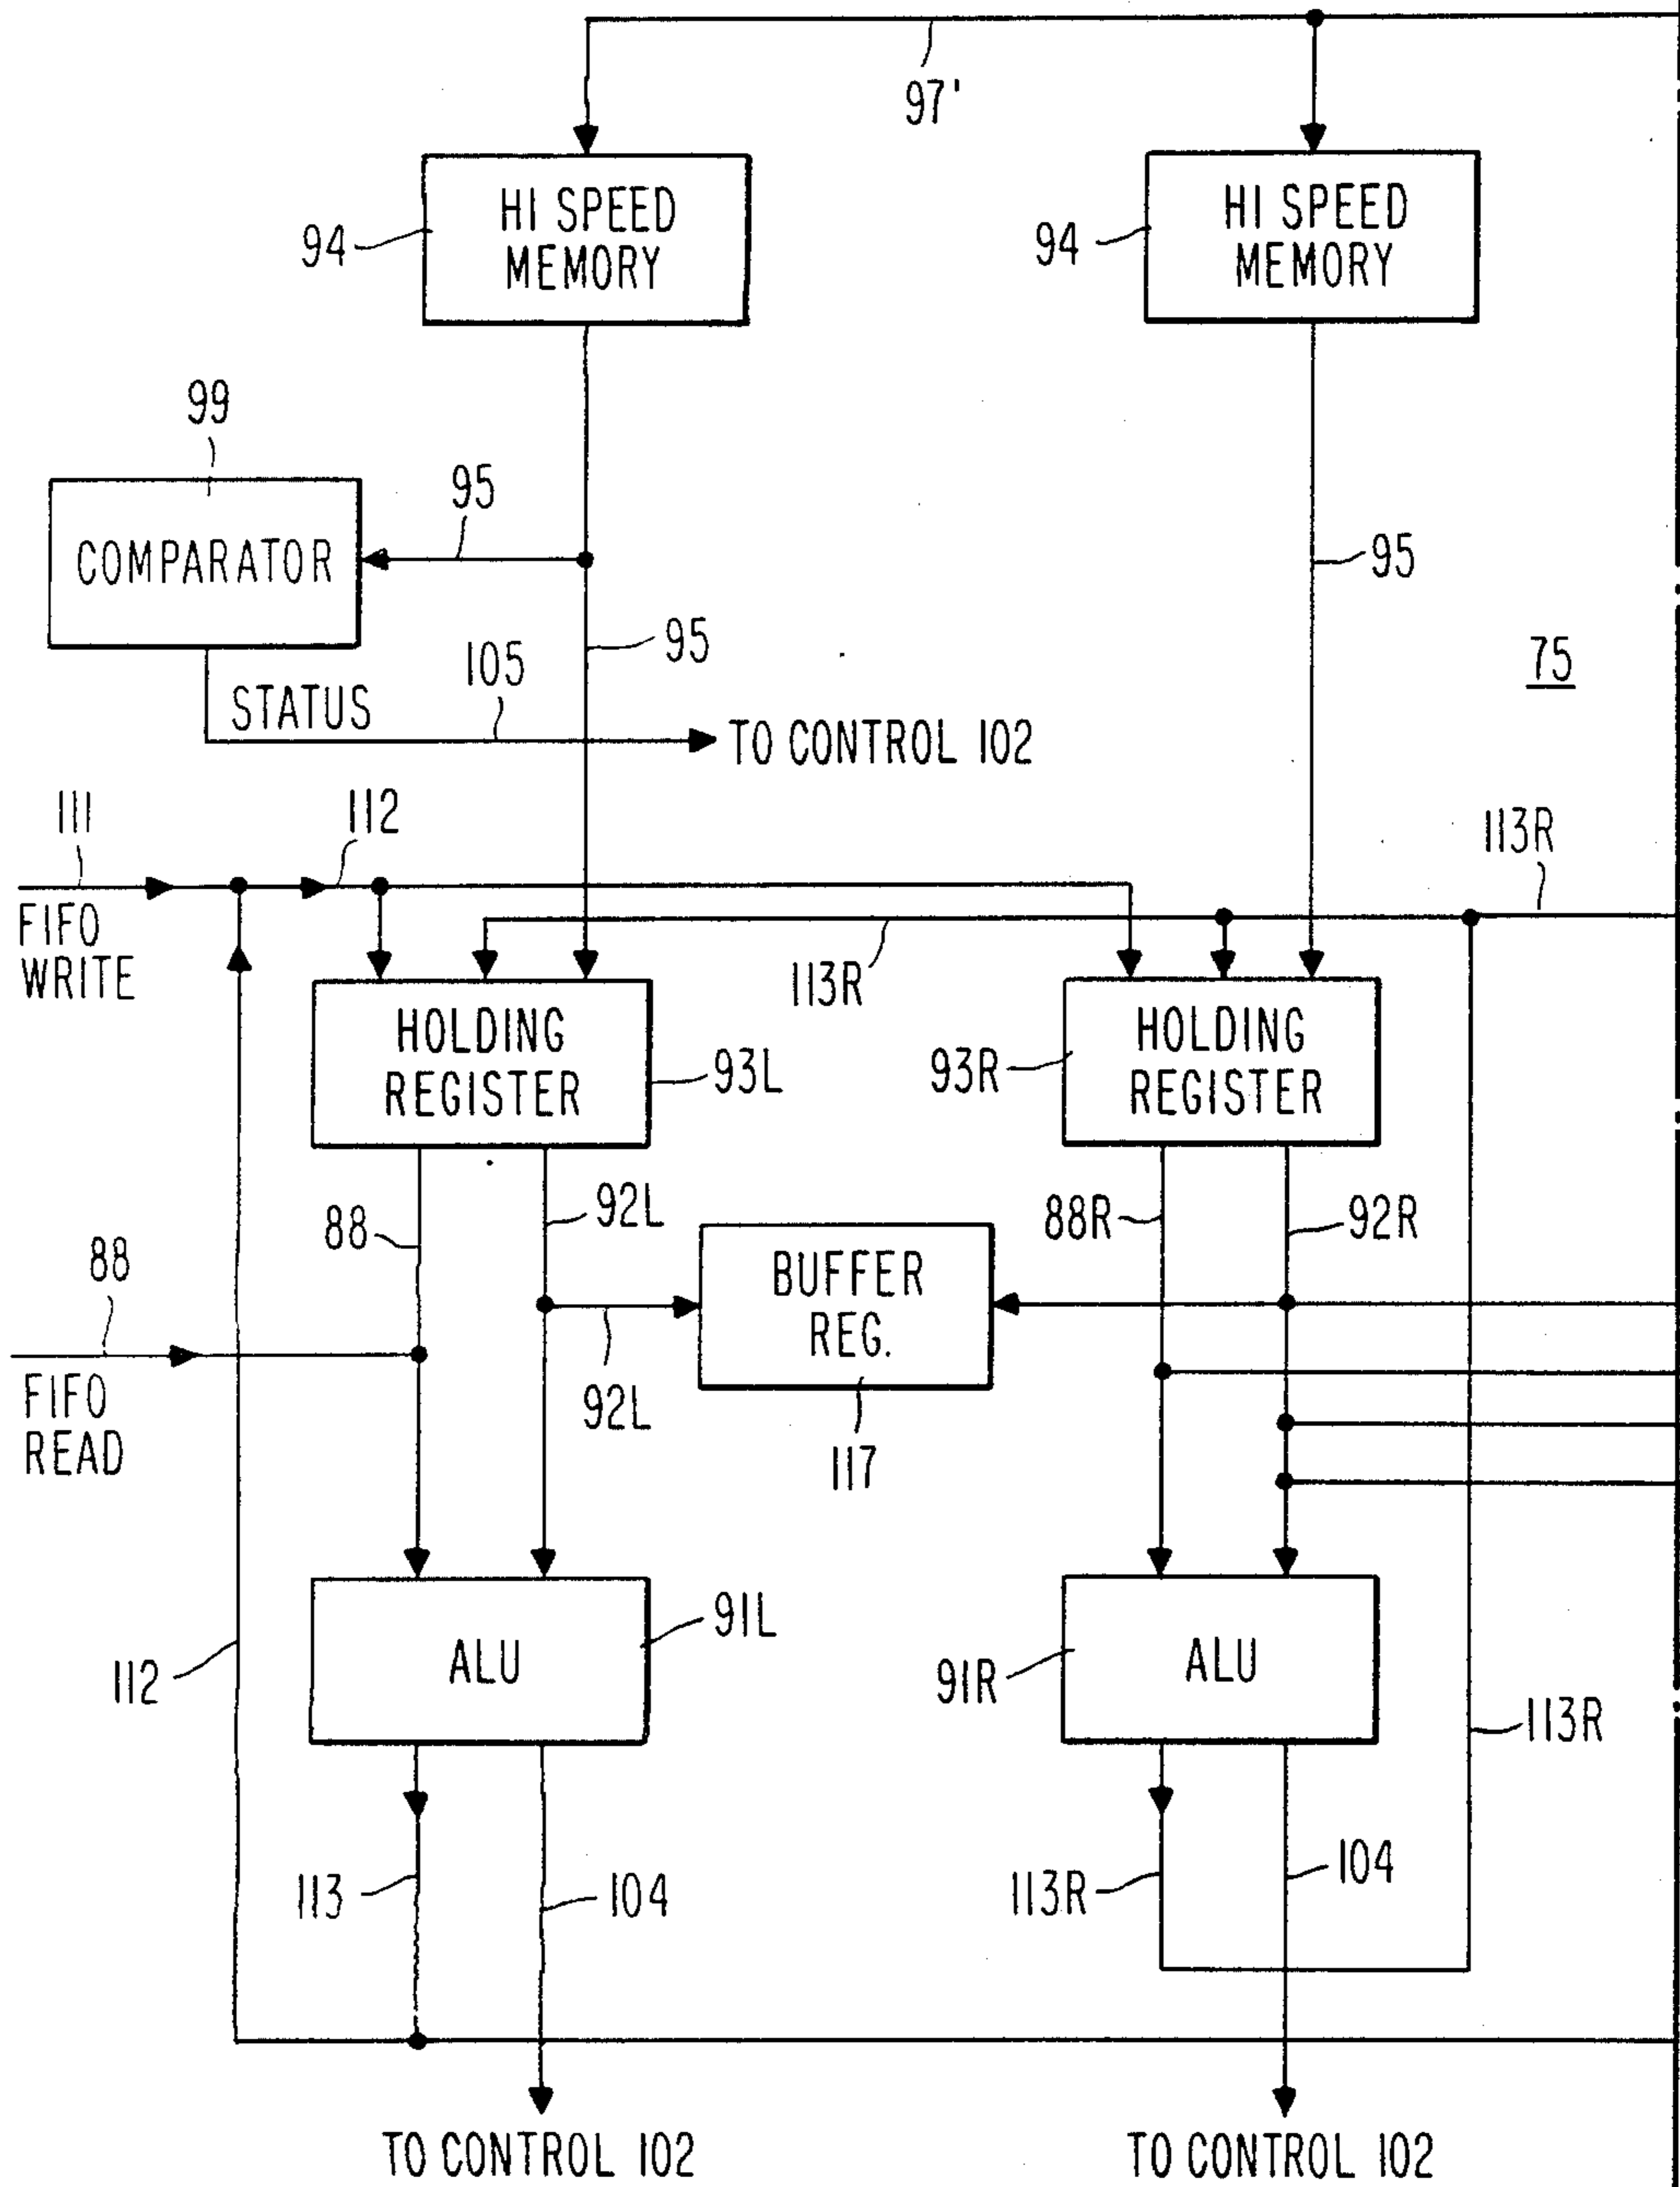 97'
HI SPEED
MEMORY
94
HI SPEED
MEMORY
94
99
COMPARATOR
95
95
95
75
STATUS
105
TO CONTROL 102
111
112
113R
FIFO
WRITE
113R
HOLDING
REGISTER
93L
93R
HOLDING
REGISTER
88
92L
88R
92R
88
BUFFER
REG.
FIFO
READ
92L
117
ALU
91L
112
91R
ALU
113R
113
104
113R
104
TO CONTROL 102
TO CONTROL 102